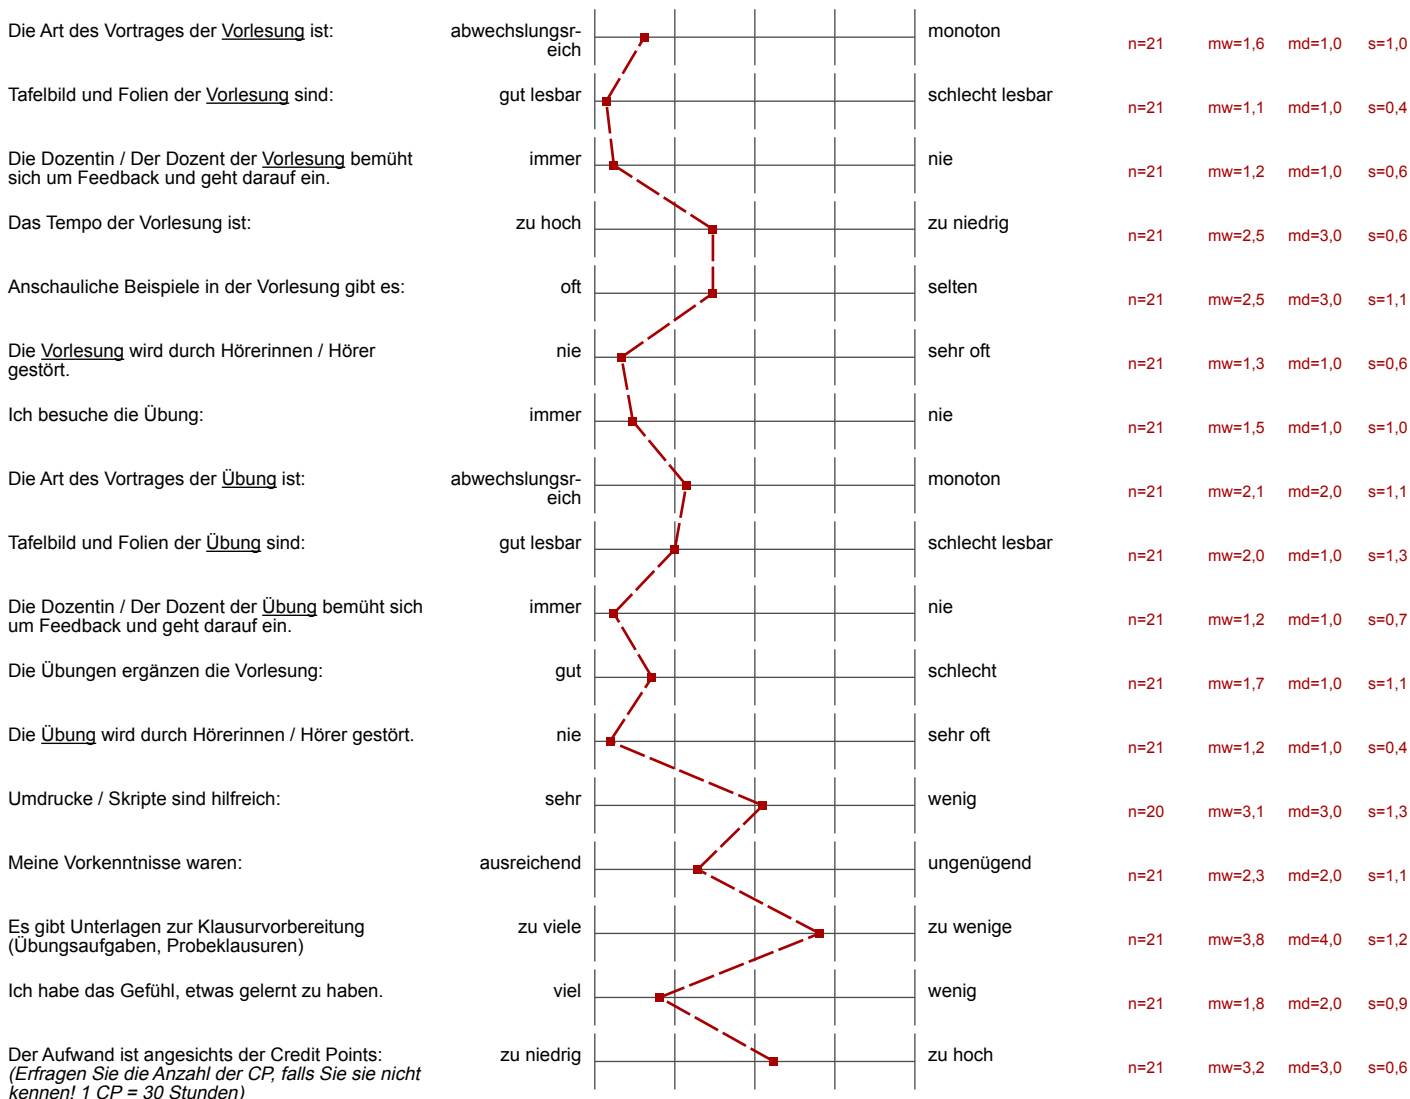 Die Art des Vortrages der Vorlesung ist: abwechslungsr- monoton
eich
n=21 mw=1,6 md=1,0 s=1,0
Tafelbild und Folien der Vorlesung sind: gut lesbar schlecht lesbar
n=21 mw=1,1 md=1,0 s=0,4
Die Dozentin / Der Dozent der Vorlesung bemüht immer nie
sich um Feedback und geht darauf ein.
n=21 mw=1,2 md=1,0 s=0,6
Das Tempo der Vorlesung ist: zu hoch zu niedrig
n=21 mw=2,5 md=3,0 s=0,6
Anschauliche Beispiele in der Vorlesung gibt es: oft selten
n=21 mw=2,5 md=3,0 s=1,1
Die Vorlesung wird durch Hörerinnen / Hörer nie sehr oft
gestört.
n=21 mw=1,3 md=1,0 s=0,6
Ich besuche die Übung: immer nie
n=21 mw=1,5 md=1,0 s=1,0
Die Art des Vortrages der Übung ist: abwechslungsr- monoton
eich
n=21 mw=2,1 md=2,0 s=1,1
Tafelbild und Folien der Übung sind: gut lesbar schlecht lesbar
n=21 mw=2,0 md=1,0 s=1,3
Die Dozentin / Der Dozent der Übung bemüht sich immer nie
um Feedback und geht darauf ein.
n=21 mw=1,2 md=1,0 s=0,7
Die Übungen ergänzen die Vorlesung: gut schlecht
n=21 mw=1,7 md=1,0 s=1,1
Die Übung wird durch Hörerinnen / Hörer gestört. nie sehr oft
n=21 mw=1,2 md=1,0 s=0,4
Umdrucke / Skripte sind hilfreich: sehr wenig
n=20 mw=3,1 md=3,0 s=1,3
Meine Vorkenntnisse waren: ausreichend ungenügend
n=21 mw=2,3 md=2,0 s=1,1
Es gibt Unterlagen zur Klausurvorbereitung zu viele zu wenige
(Übungsaufgaben, Probeklausuren)
n=21 mw=3,8 md=4,0 s=1,2
Ich habe das Gefühl, etwas gelernt zu haben. viel wenig
n=21 mw=1,8 md=2,0 s=0,9
Der Aufwand ist angesichts der Credit Points: zu niedrig zu hoch
(Erfragen Sie die Anzahl der CP, falls Sie sie nicht
n=21 mw=3,2 md=3,0 s=0,6
kennen! 1 CP = 30 Stunden)